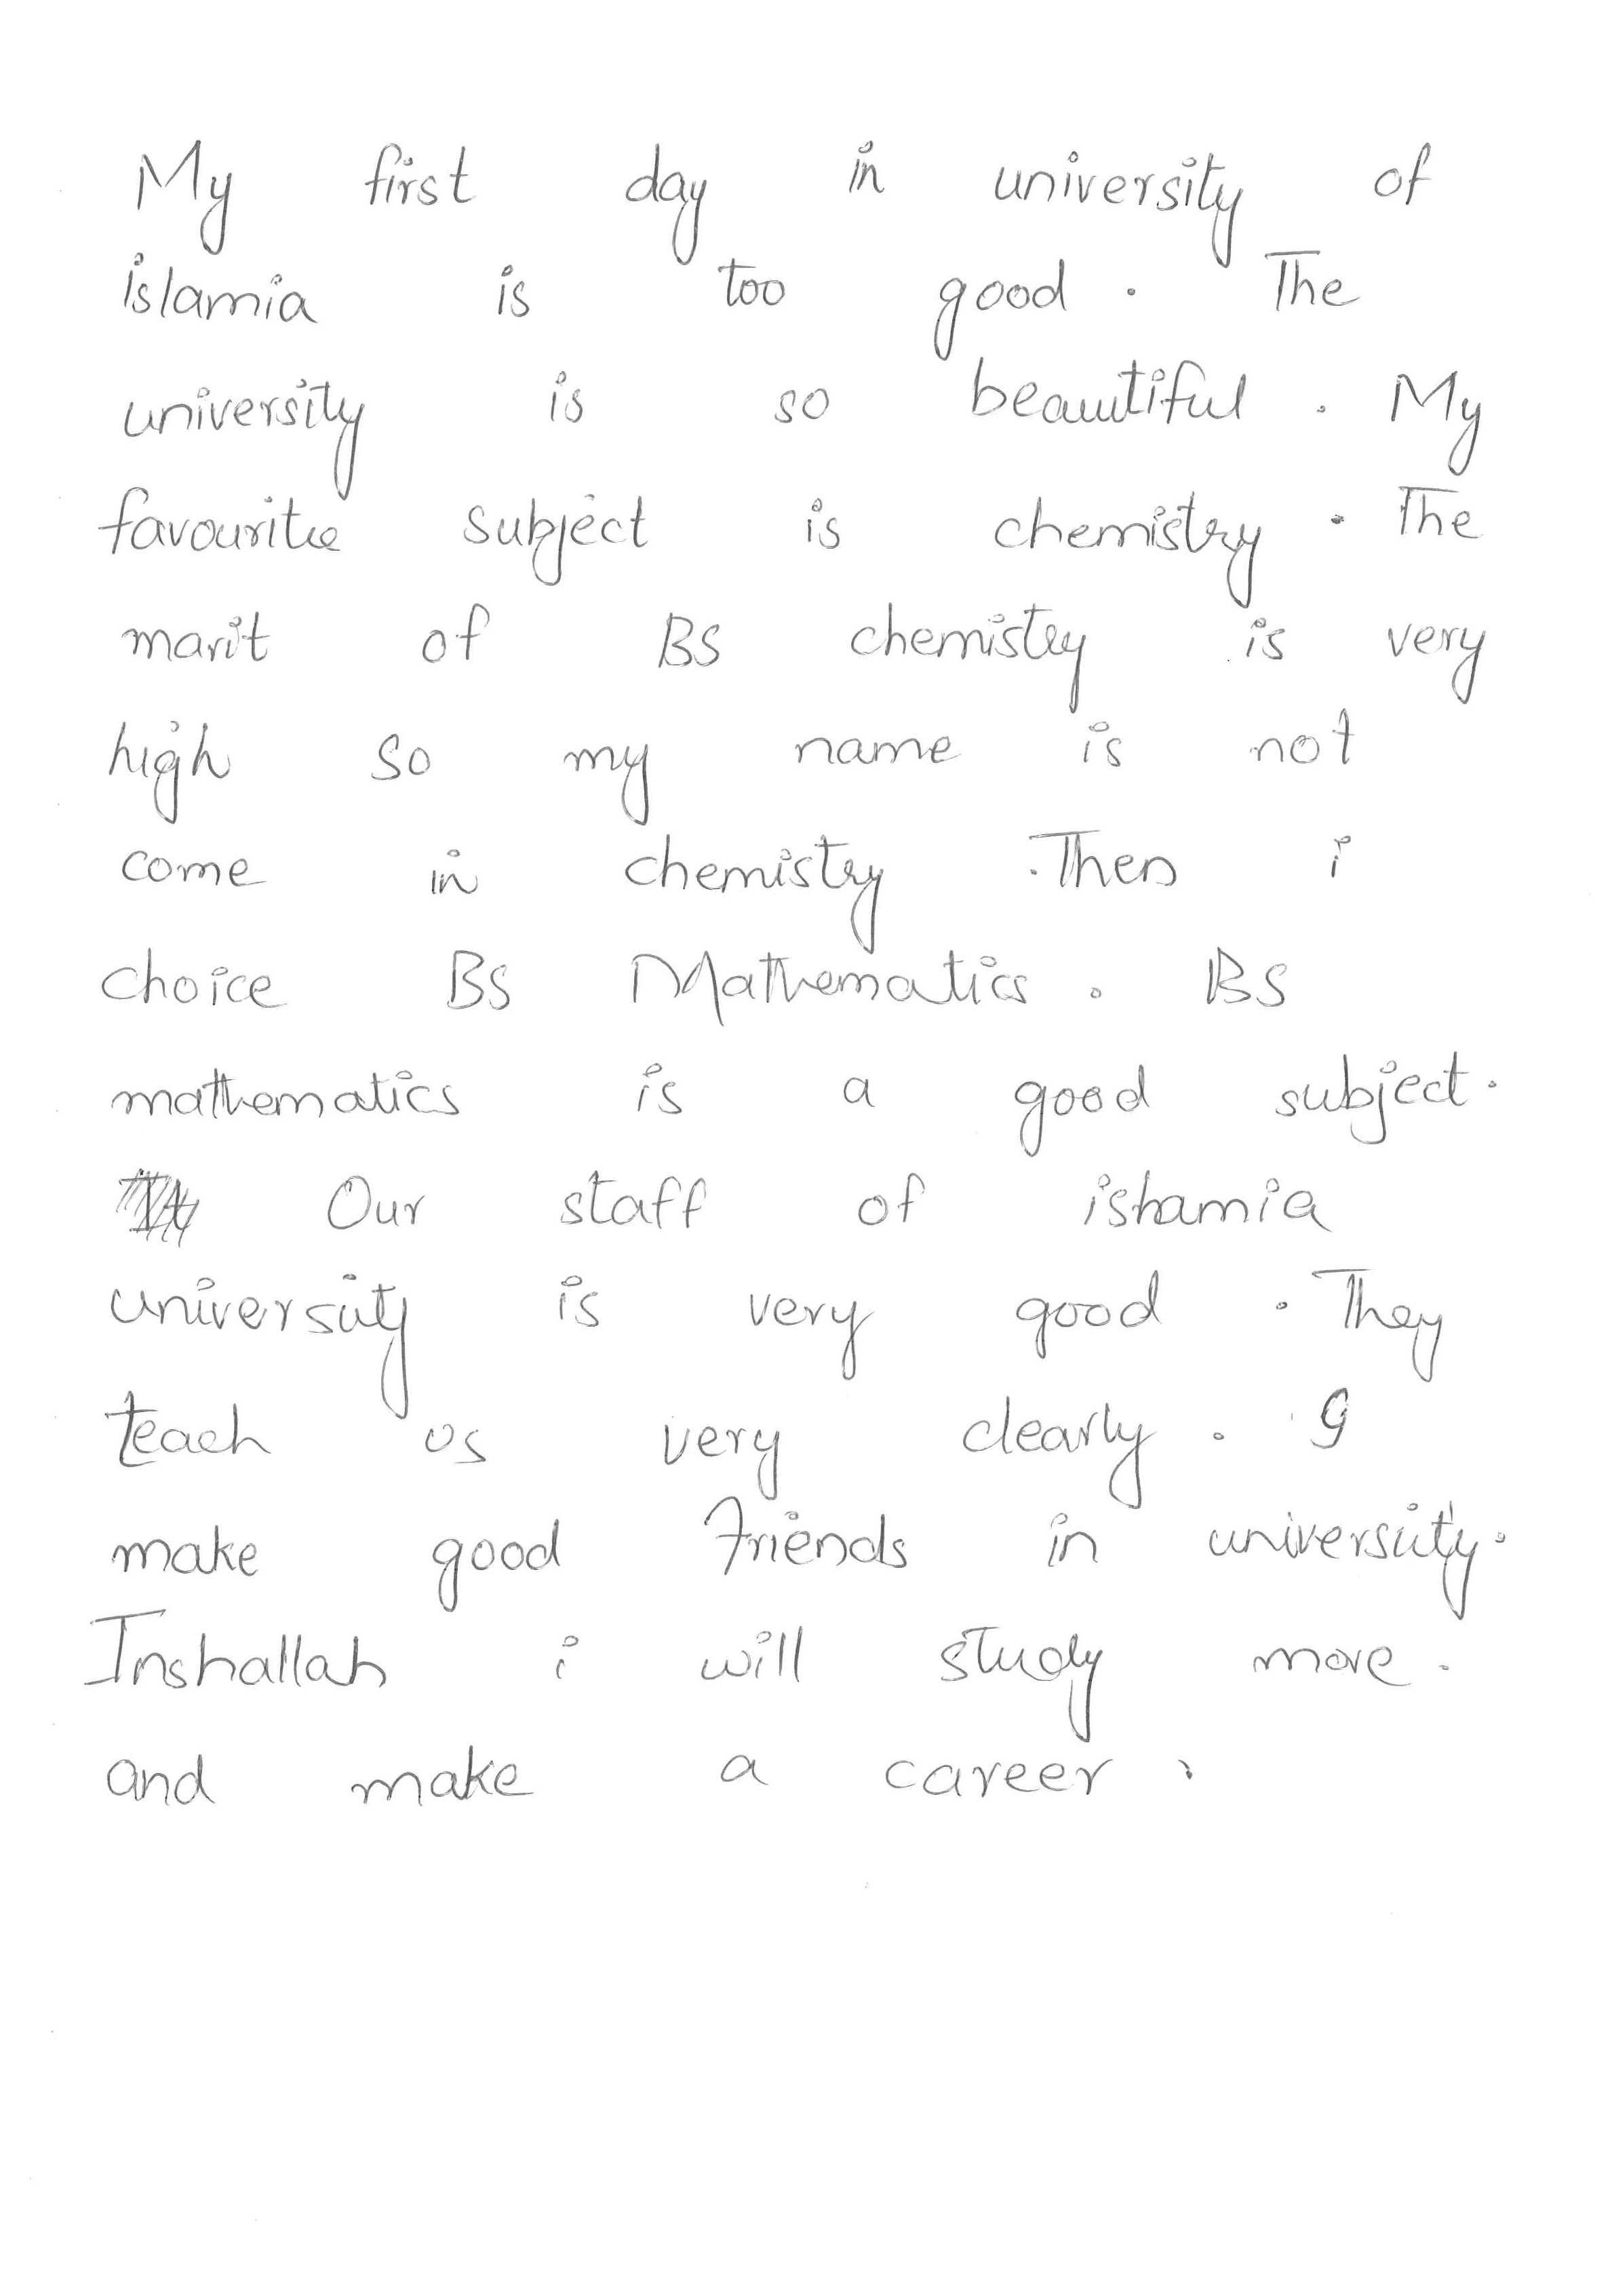 My first day in university of
islamia is too good . The
university is so beautiful . My
favourite subject is chemistry . The
marit of BS chemistry is very
high so my name is not
come in chemistry . Then i
choice BS Mathematics . BS
mathematics is a good subject .
Our staff of islamia
university is very good . They
teach us very clearly . I
make good friends in university .
Inshallah i will study more .
and make a career .